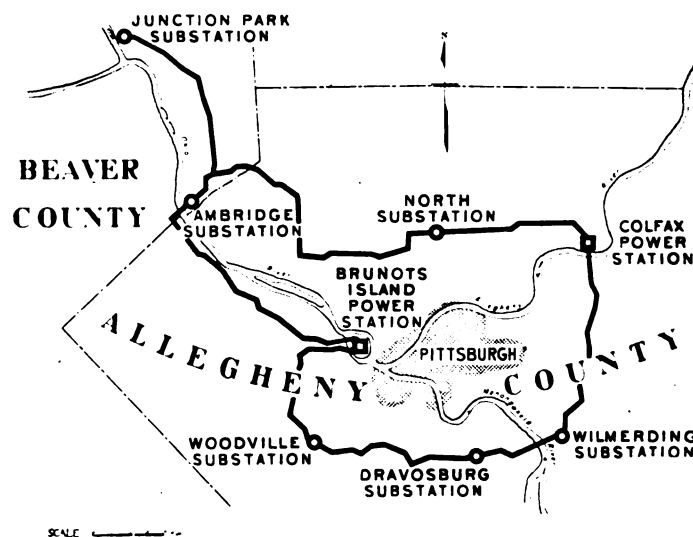 JUNCTION PARK
SUBSTATION
N
BEAVER
COUNTY
AMBRIDGE
SUBSTATION
NORTH
SUBSTATION
COLFAX
POWER
STATION
BRUNOTS
ISLAND
POWER
STATION
PITTSBURGH
ALLEGHENY COUNTY
WOODVILLE
SUBSTATION
DRAVOSBURG
SUBSTATION
WILMERDING
SUBSTATION
SCALE